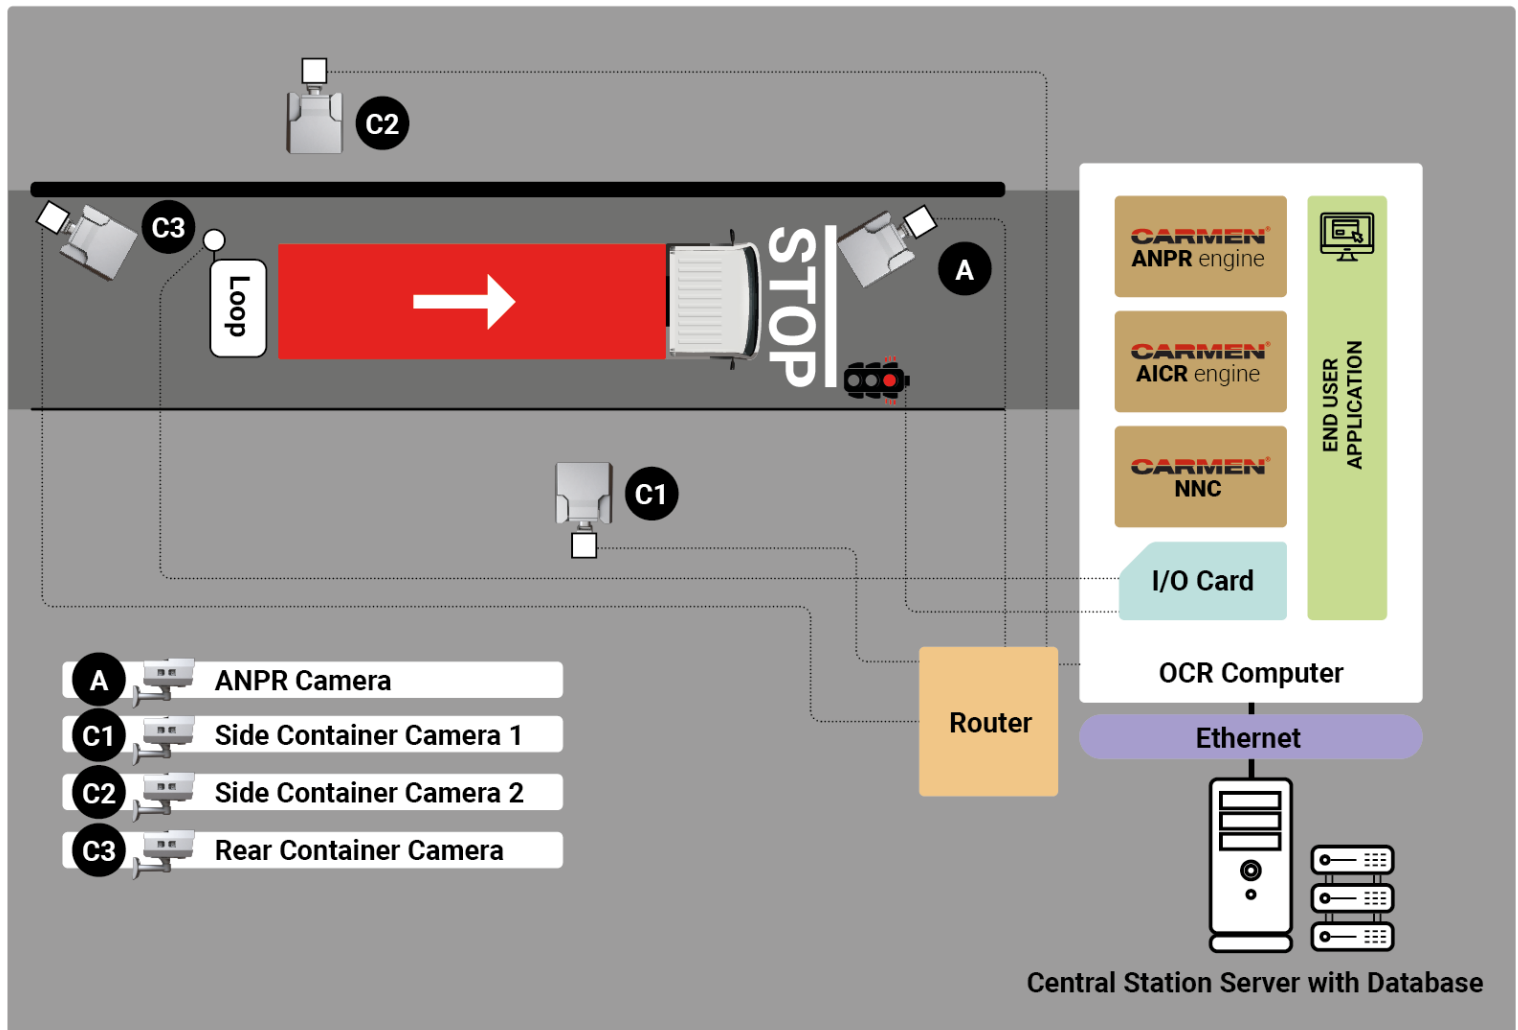 C2
C3
A
Loop
STOP
C1
CARMEN®
ANPR engine
CARMEN®
AICR engine
CARMEN®
NNC
END USER
APPLICATION
I/O Card
OCR Computer
Router
Ethernet
A ANPR Camera
C1 Side Container Camera 1
C2 Side Container Camera 2
C3 Rear Container Camera
Central Station Server with Database